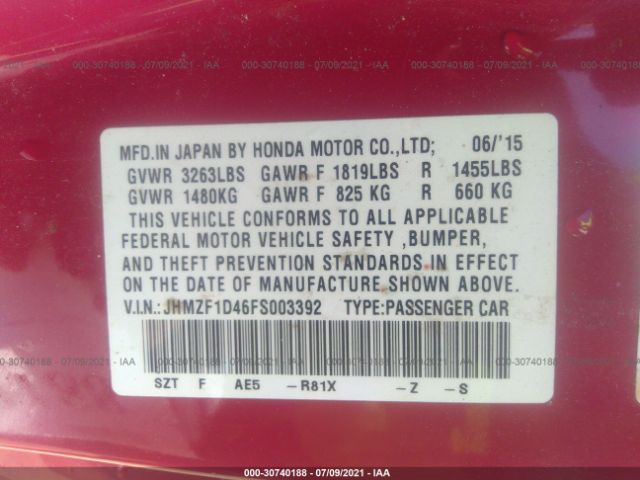 000-30740188 - 07/09/2021 - IAA
MFD.IN JAPAN BY HONDA MOTOR CO.,LTD; 06/'15
GVWR 3263LBS GAWR F 1819LBS R 1455LBS
GVWR 1480KG GAWR F 825 KG R 660 KG
THIS VEHICLE CONFORMS TO ALL APPLICABLE
FEDERAL MOTOR VEHICLE SAFETY ,BUMPER,
AND THEFT PREVENTION STANDARDS IN EFFECT
ON THE DATE OF MANUFACTURE SHOWN ABOVE.
V.I.N.:JHMZF1D46FS003392 TYPE:PASSENGER CAR
SZT F AE5 -R81X -Z -S
000-30740188 - 07/09/2021 - IAA